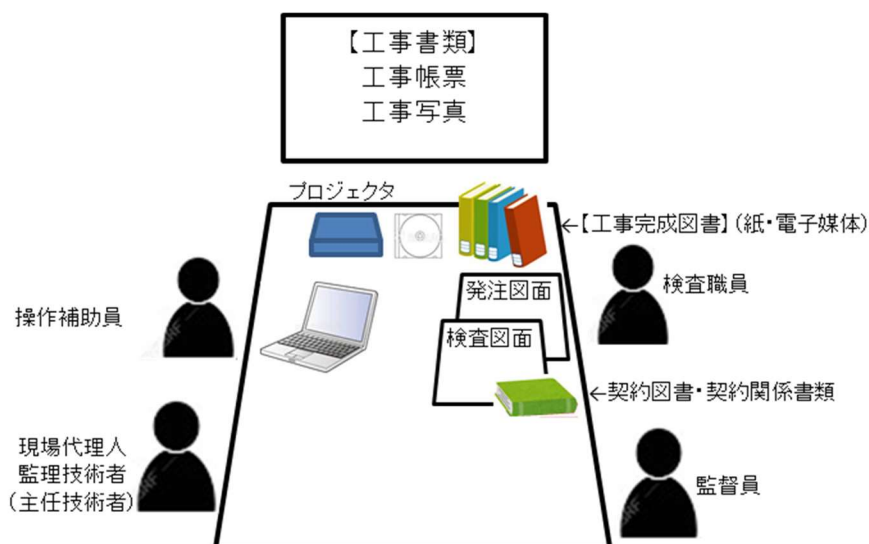 【工事書類】
工事帳票
工事写真
プロジェクタ
←【工事完成図書】(紙・電子媒体)
発注図面
検査職員
操作補助員
検査図面
←契約図書・契約関係書類
現場代理人
監理技術者
(主任技術者)
監督員